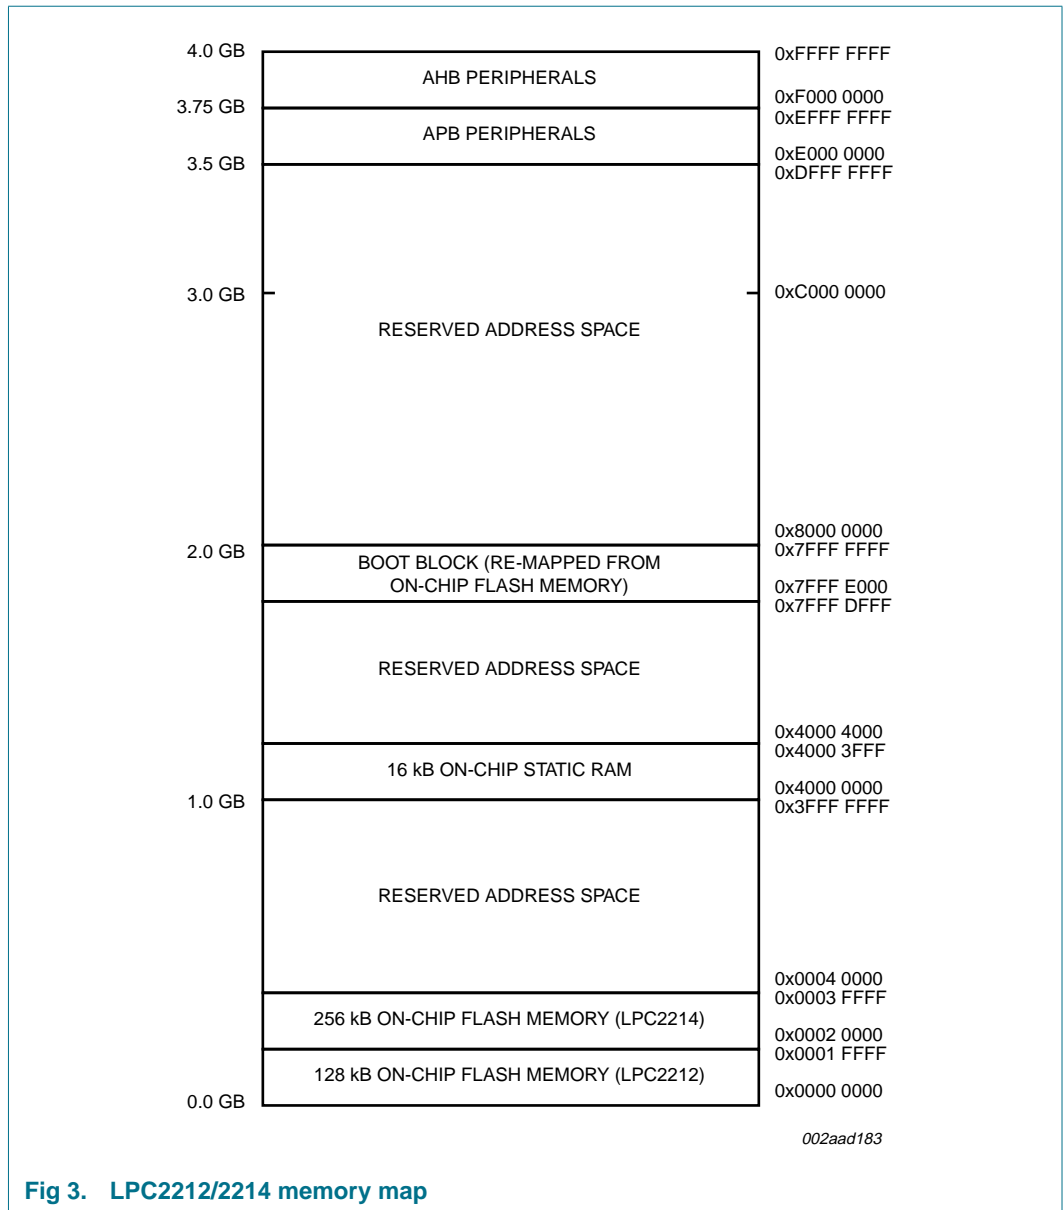 4.0 GB
AHB PERIPHERALS
0xFFFF FFFF
3.75 GB
0xF000 0000
0xEFFF FFFF
APB PERIPHERALS
3.5 GB
0xE000 0000
0xDFFF FFFF
3.0 GB
0xC000 0000
RESERVED ADDRESS SPACE
2.0 GB
0x8000 0000
0x7FFF FFFF
BOOT BLOCK (RE-MAPPED FROM
ON-CHIP FLASH MEMORY)
0x7FFF E000
0x7FFF DFFF
RESERVED ADDRESS SPACE
0x4000 4000
0x4000 3FFF
16 kB ON-CHIP STATIC RAM
1.0 GB
0x4000 0000
0x3FFF FFFF
RESERVED ADDRESS SPACE
0x0004 0000
0x0003 FFFF
256 kB ON-CHIP FLASH MEMORY (LPC2214)
0x0002 0000
0x0001 FFFF
128 kB ON-CHIP FLASH MEMORY (LPC2212)
0x0000 0000
0.0 GB
002aad183
Fig 3. LPC2212/2214 memory map